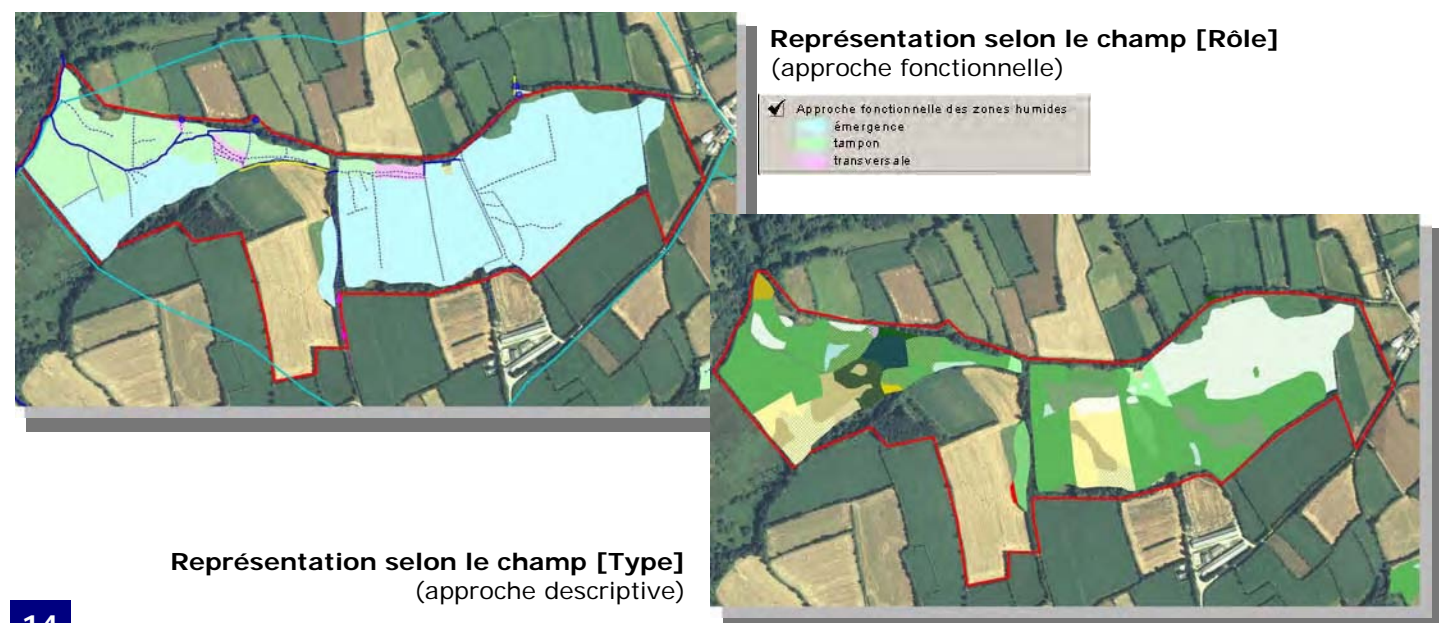 Représentation selon le champ [Rôle]
(approche fonctionnelle)
Approche fonctionnelle des zones humides
émergence
tampon
transversale
Représentation selon le champ [Type]
(approche descriptive)
14